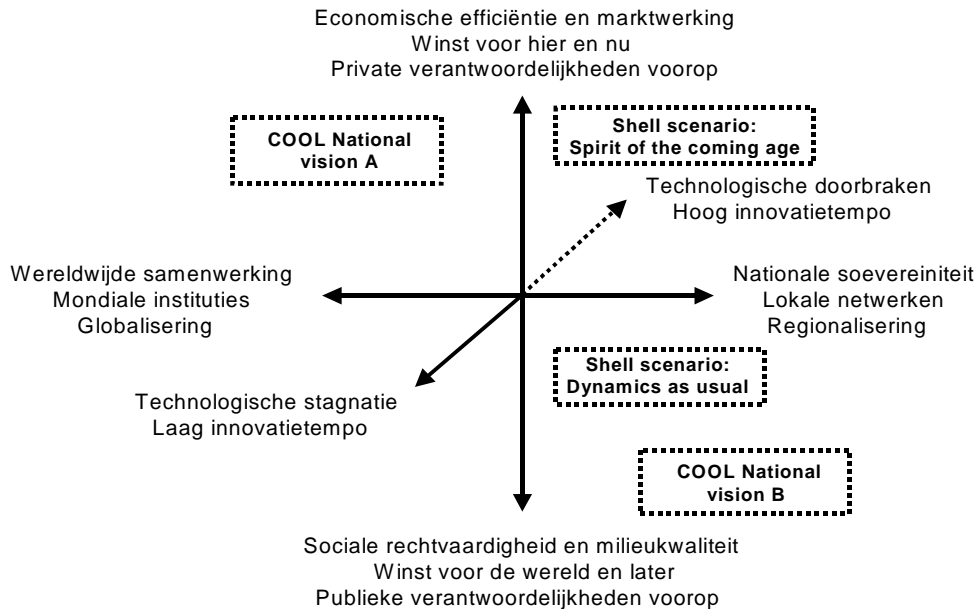 Economische efficiëntie en marktwerking
Winst voor hier en nu
Private verantwoordelijkheden voorop
COOL National
vision A
Shell scenario:
Spirit of the coming age
Technologische doorbraken
Hoog innovatietempo
Wereldwijde samenwerking
Mondiale instituties
Globalisering
Nationale soevereiniteit
Lokale netwerken
Regionalisering
Shell scenario:
Dynamics as usual
Technologische stagnatie
Laag innovatietempo
COOL National
vision B
Sociale rechtvaardigheid en milieukwaliteit
Winst voor de wereld en later
Publieke verantwoordelijkheden voorop